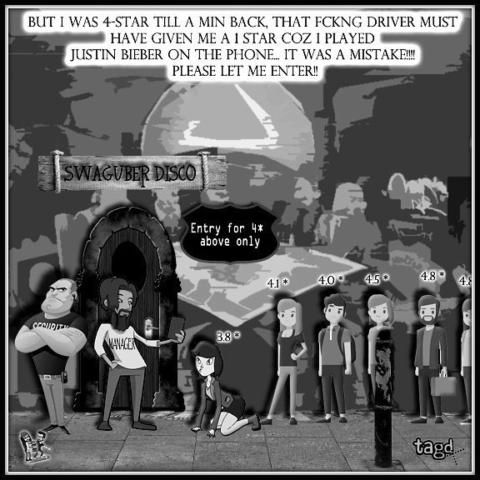 BUT I WAS 4-STAR TILL A MIN BACK, THAT FCKNG DRIVER MUST
HAVE GIVEN ME A 1 STAR COZ I PLAYED
JUSTIN BIEBER ON THE PHONE... IT WAS A MISTAKE!!!!
PLEASE LET ME ENTER!!
SWAGUBER DISCO
Entry for 4*
above only
4.1 *
4.0 *
4.5 *
4.8 *
3.8 *
SECURITY
MANAGER
tagd